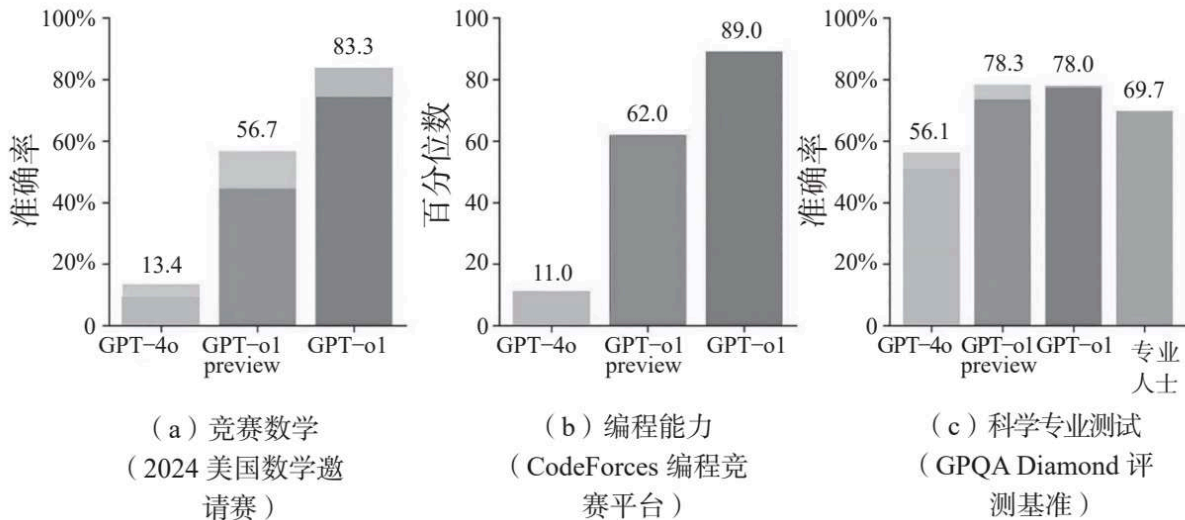 准确率
100%
80%
60%
40%
20%
0
13.4
56.7
83.3
GPT-4o
GPT-o1
preview
GPT-o1
（a）竞赛数学
（2024 美国数学邀
请赛）
百分位数
100
80
60
40
20
0
11.0
62.0
89.0
GPT-4o
GPT-o1
preview
GPT-o1
（b）编程能力
（CodeForces 编程竞
赛平台）
准确率
100%
80%
60%
40%
20%
0
56.1
78.3
78.0
69.7
GPT-4o
GPT-o1
preview
GPT-o1
专业
人士
（c）科学专业测试
（GPQA Diamond 评
测基准）